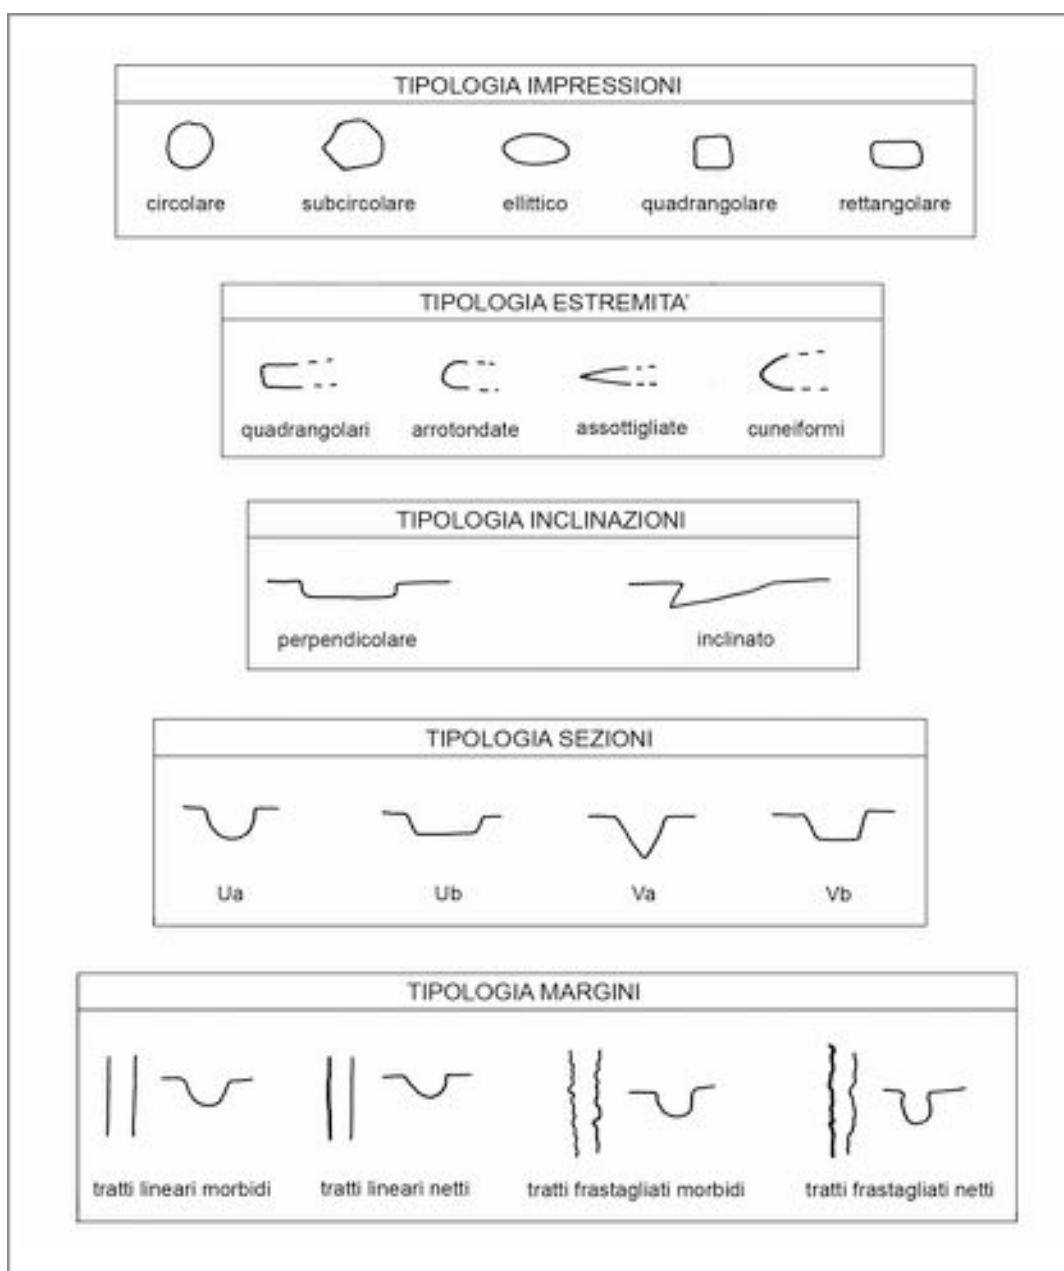 TIPOLOGIA IMPRESSIONI
circolare subcircolare ellittico quadrangolare rettangolare
TIPOLOGIA ESTREMITA'
quadrangolari arrotondate assottigliate cuneiformi
TIPOLOGIA INCLINAZIONI
perpendicolare inclinato
TIPOLOGIA SEZIONI
Ua Ub Va Vb
TIPOLOGIA MARGINI
tratti lineari morbidi tratti lineari netti tratti frastagliati morbidi tratti frastagliati netti